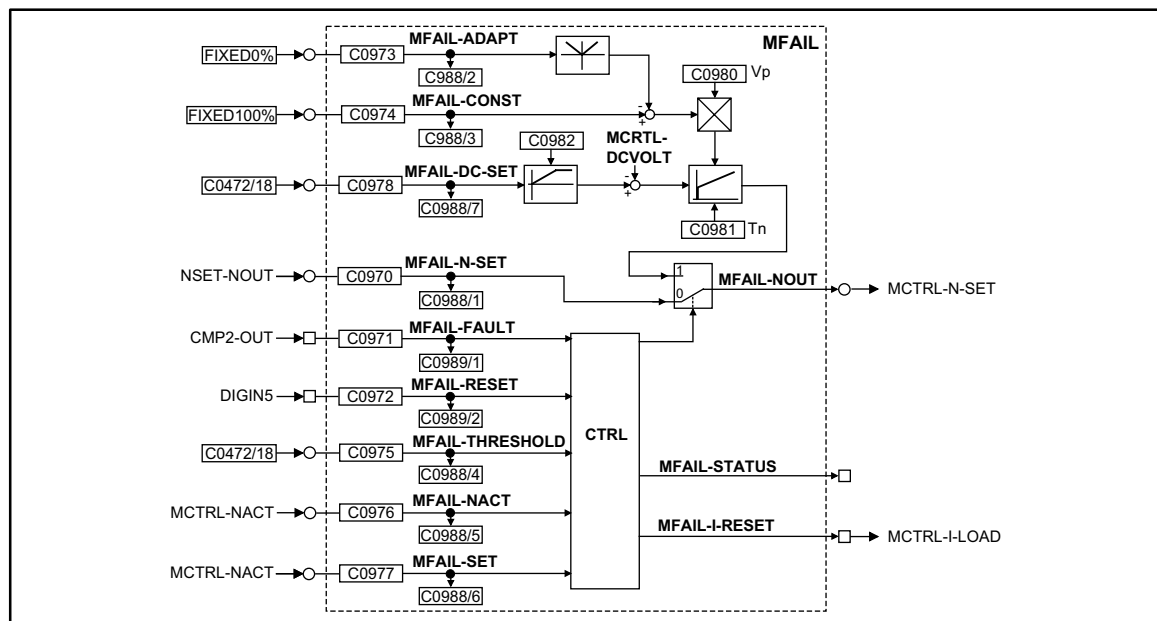 MFAIL
FIXED0%
C0973
MFAIL-ADAPT
C988/2
C0980 Vp
FIXED100%
C0974
MFAIL-CONST
C988/3
-
+
C0982
MCRTL-
DCVOLT
C0472/18
C0978
MFAIL-DC-SET
C0988/7
-
+
C0981 Tn
NSET-NOUT
C0970
MFAIL-N-SET
C0988/1
1
0
MFAIL-NOUT
MCTRL-N-SET
CMP2-OUT
C0971
MFAIL-FAULT
C0989/1
DIGIN5
C0972
MFAIL-RESET
C0989/2
CTRL
C0472/18
C0975
MFAIL-THRESHOLD
C0988/4
MFAIL-STATUS
MCTRL-NACT
C0976
MFAIL-NACT
C0988/5
MFAIL-I-RESET
MCTRL-I-LOAD
MCTRL-NACT
C0977
MFAIL-SET
C0988/6